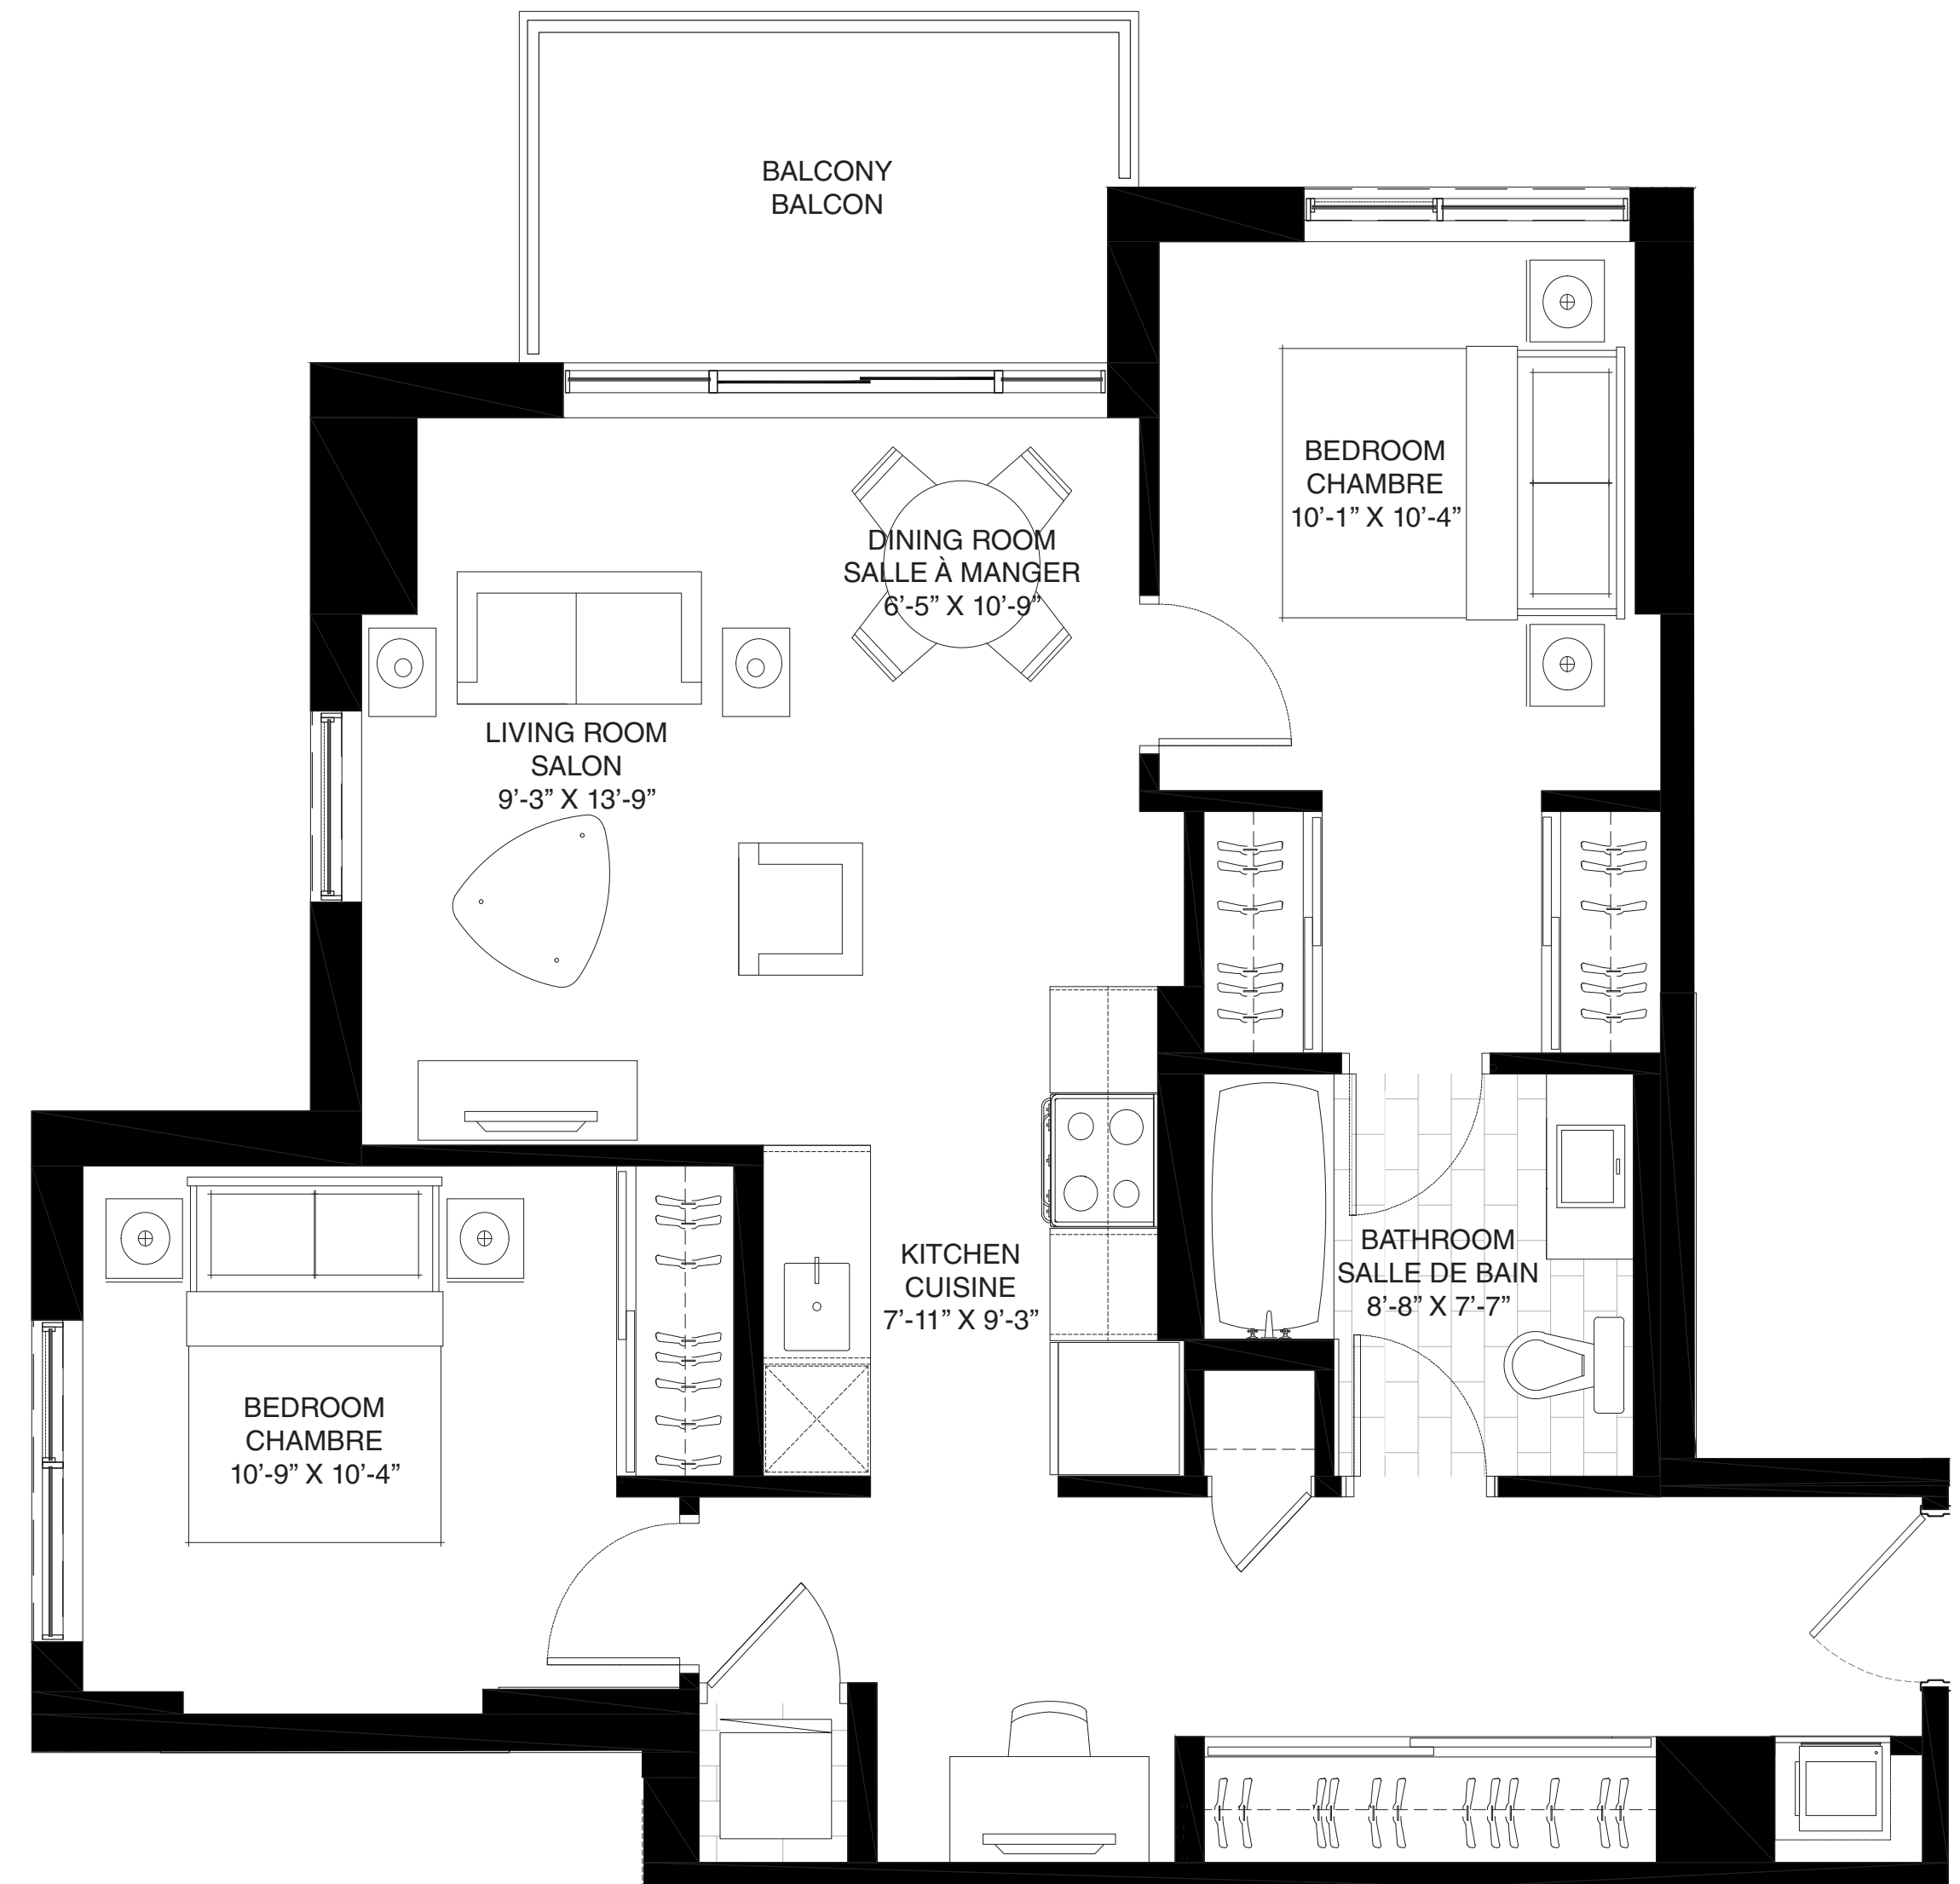 BALCONY
BALCON
BEDROOM
CHAMBRE
10’-1” X 10’-4”
DINING ROOM
SALLE À MANGER
6’-5” X 10’-9”
LIVING ROOM
SALON
9’-3” X 13’-9”
KITCHEN
CUISINE
7’-11” X 9’-3”
BATHROOM
SALLE DE BAIN
8’-8” X 7’-7”
BEDROOM
CHAMBRE
10’-9” X 10’-4”